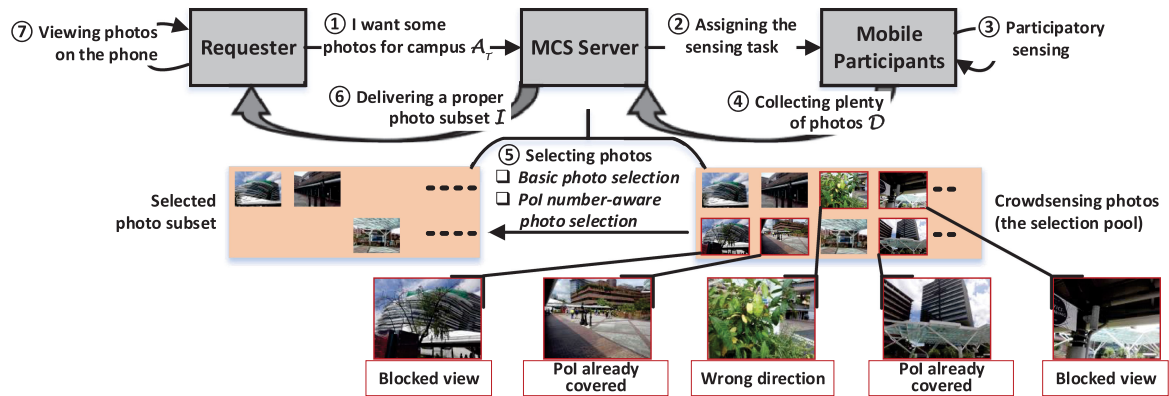 ⑦ Viewing photos
on the phone
Requester
① I want some
photos for campus 𝒜_T
MCS Server
② Assigning the
sensing task
Mobile
Participants
③ Participatory
sensing
⑥ Delivering a proper
photo subset ℐ
④ Collecting plenty
of photos 𝒟
⑤ Selecting photos
❑ Basic photo selection
❑ PoI number-aware
photo selection
Selected
photo subset
Crowdsensing photos
(the selection pool)
Blocked view
PoI already
covered
Wrong direction
PoI already
covered
Blocked view